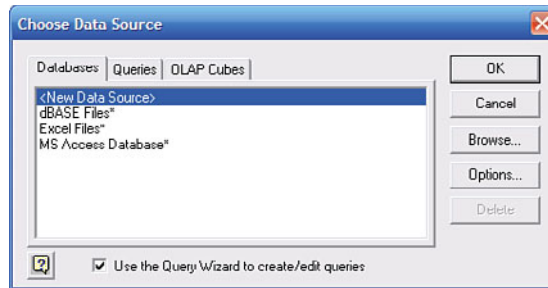 Choose Data Source
Databases Queries OLAP Cubes
<New Data Source>
dBASE Files*
Excel Files*
MS Access Database*
OK
Cancel
Browse...
Options...
Delete
? Use the Query Wizard to create/edit queries